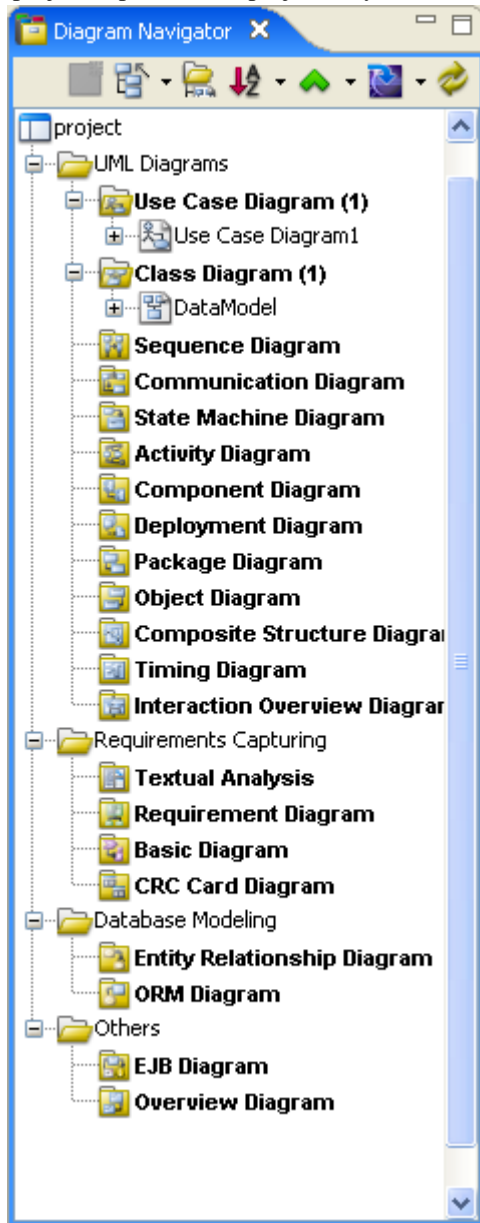 Diagram Navigator
project
UML Diagrams
Use Case Diagram (1)
Use Case Diagram1
Class Diagram (1)
DataModel
Sequence Diagram
Communication Diagram
State Machine Diagram
Activity Diagram
Component Diagram
Deployment Diagram
Package Diagram
Object Diagram
Composite Structure Diagra
Timing Diagram
Interaction Overview Diagrar
Requirements Capturing
Textual Analysis
Requirement Diagram
Basic Diagram
CRC Card Diagram
Database Modeling
Entity Relationship Diagram
ORM Diagram
Others
EJB Diagram
Overview Diagram